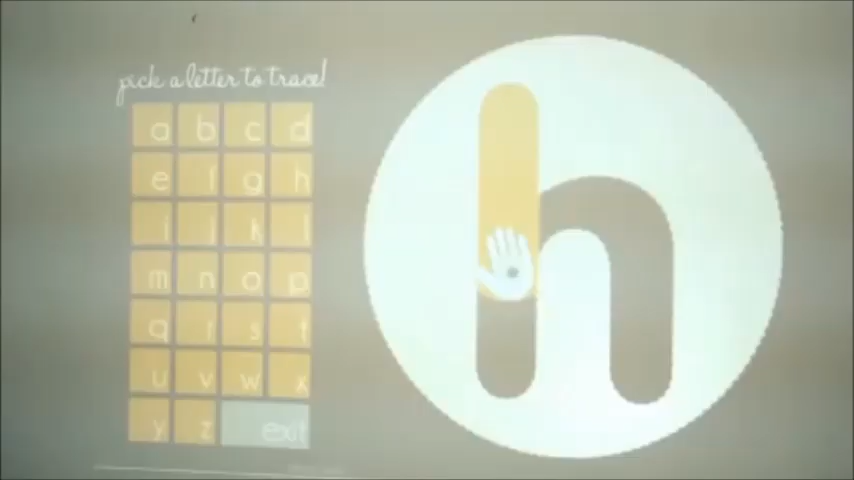 pick a letter to trace!
a b c d
e f g h
i j k l
m n o p
q r s t
u v w x
y z exit
h